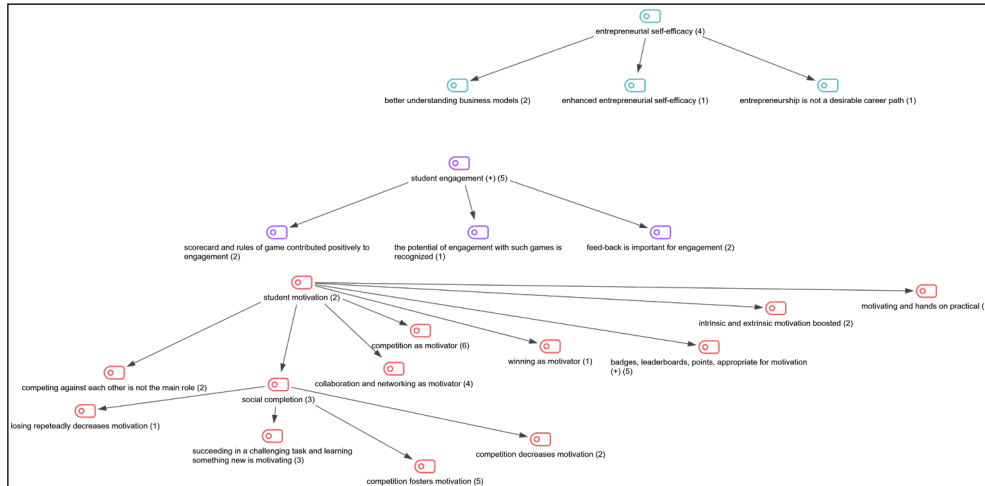 entrepreneurial self-efficacy (4)
better understanding business models (2)
enhanced entrepreneurial self-efficacy (1)
entrepreneurship is not a desirable career path (1)
student engagement (+) (5)
scorecard and rules of game contributed positively to
engagement (2)
the potential of engagement with such games is
recognized (1)
feed-back is important for engagement (2)
student motivation (2)
motivating and hands on practical (
intrinsic and extrinsic motivation boosted (2)
competition as motivator (6)
winning as motivator (1)
badges, leaderboards, points, appropriate for motivation
(+) (5)
collaboration and networking as motivator (4)
competing against each other is not the main role (2)
social completion (3)
losing repeteadly decreases motivation (1)
succeeding in a challenging task and learning
something new is motivating (3)
competition decreases motivation (2)
competition fosters motivation (5)